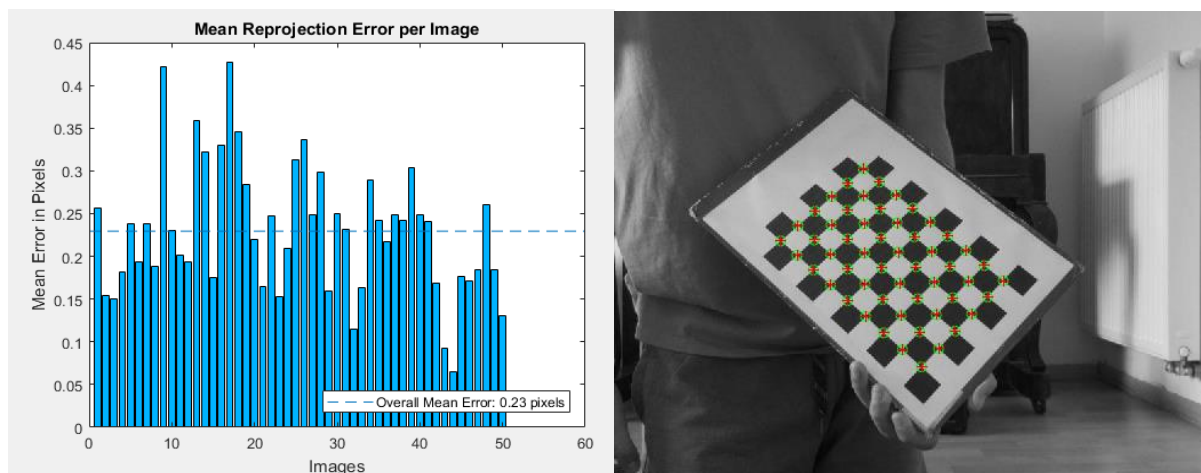 Mean Reprojection Error per Image
0.45
0.4
0.35
0.3
0.25
0.2
0.15
0.1
0.05
0
Mean Error in Pixels
Overall Mean Error: 0.23 pixels
0 10 20 30 40 50 60
Images